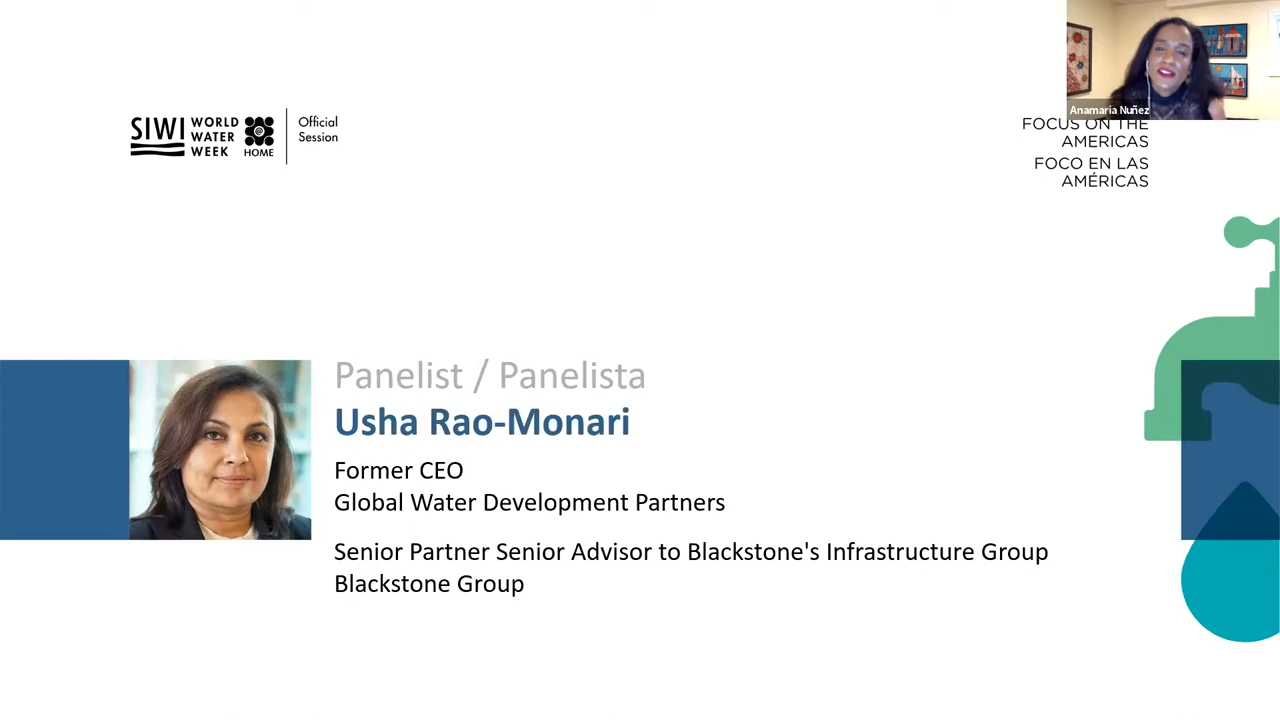 SIWI
WORLD
WATER
WEEK
HOME
Official
Session
Anamaria Nuñez
FOCUS ON THE
AMERICAS
FOCO EN LAS
AMÉRICAS
Panelist / Panelista
Usha Rao-Monari
Former CEO
Global Water Development Partners
Senior Partner Senior Advisor to Blackstone's Infrastructure Group
Blackstone Group